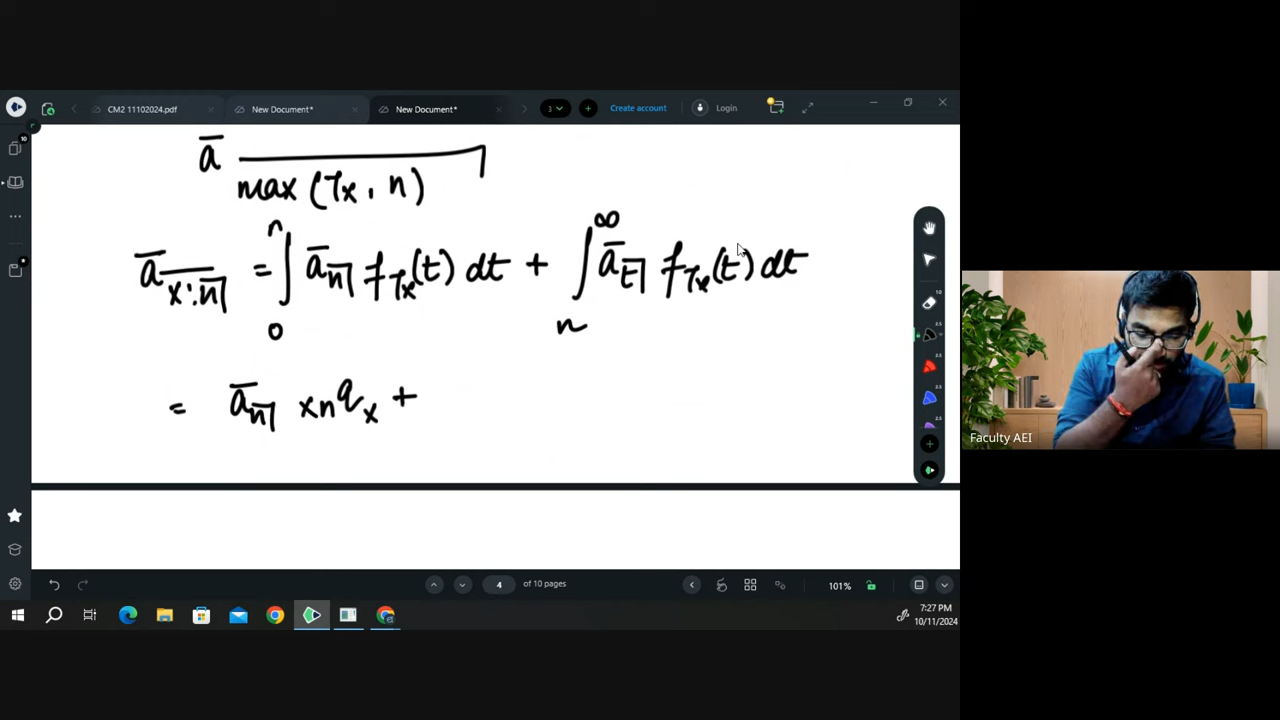 CM2 11102024.pdf
New Document*
New Document*
3
Create account
Login
ā max(Tx, n)
ā x:n̅| = ∫₀ⁿ ā n̅| f Tx(t) dt + ∫ₙ^∞ ā t̅| f Tx(t) dt
= ā n̅| × n q x +
Faculty AEI
4 of 10 pages
101%
7:27 PM
10/11/2024